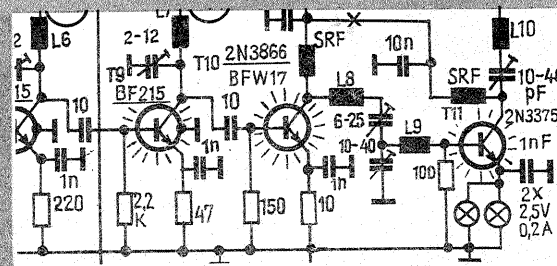 L6
2
15
10
1n
220
L7
2-12
T9
BF215
10
1n
2,2
K
47
T10
2N3866
BFW17
SRF
150
1n
10
L8
6-25
10-40
L9
10n
SRF
T11
100
L10
10-40
pF
2N3375
1nF
2X
2,5V
0,2A